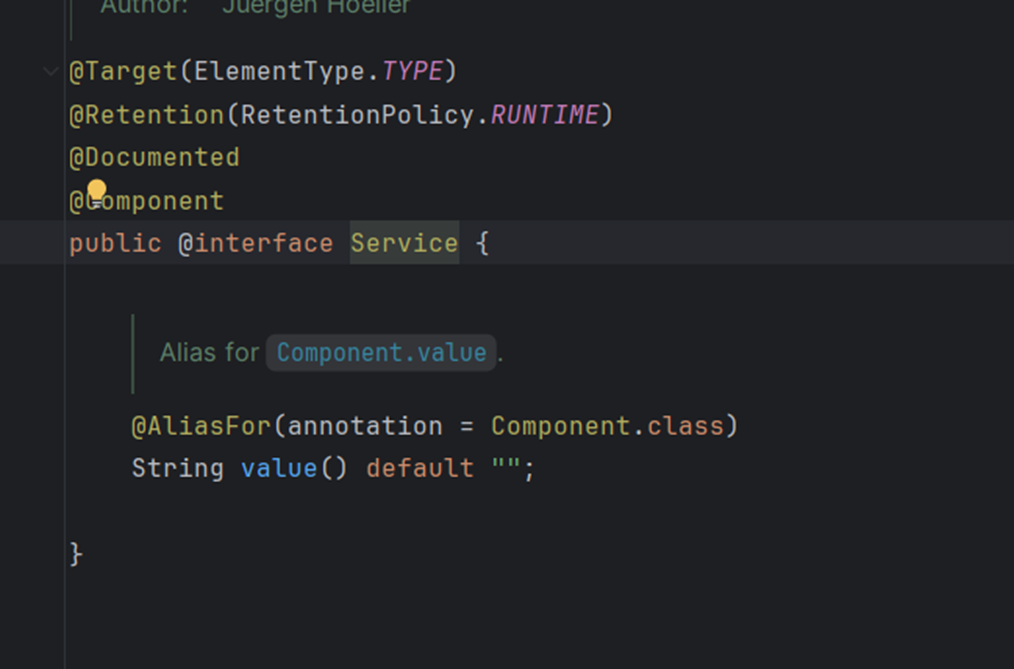 Author: Juergen Hoeller
@Target(ElementType.TYPE)
@Retention(RetentionPolicy.RUNTIME)
@Documented
@Component
public @interface Service {
Alias for Component.value.
@AliasFor(annotation = Component.class)
String value() default "";
}